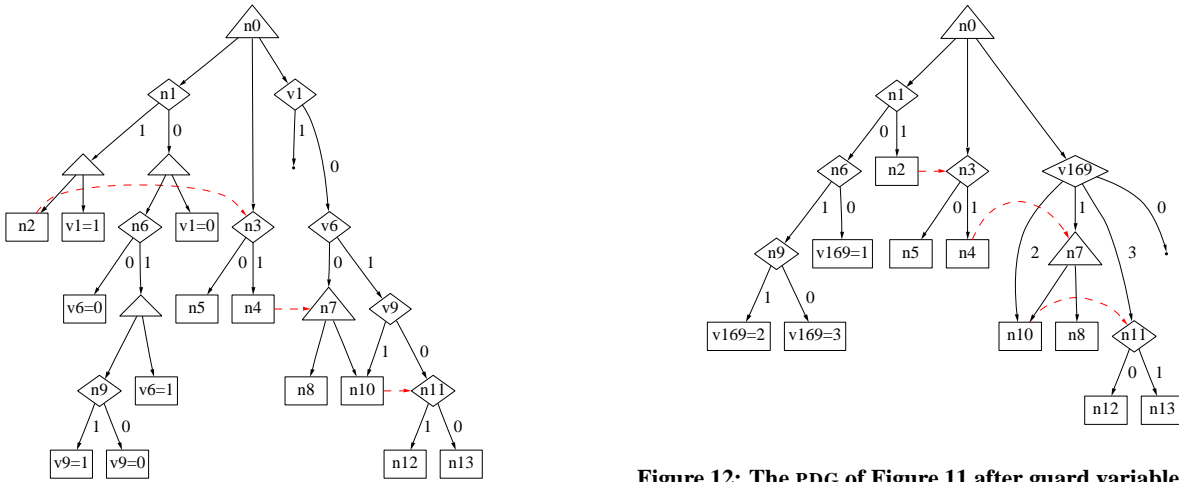 n0
n1
v1
1
0
1
0
n2
v1=1
n6
v1=0
n3
v6
0
1
0
1
0
1
v6=0
n5
n4
n7
v9
1
0
n9
v6=1
n8
n10
n11
1
0
1
0
v9=1
v9=0
n12
n13
n0
n1
0
1
n6
n2
n3
v169
1
0
0
1
1
0
n9
v169=1
n5
n4
2
n7
3
1
0
v169=2
v169=3
n10
n8
n11
0
1
n12
n13
Figure 12: The PDG of Figure 11 after guard variable